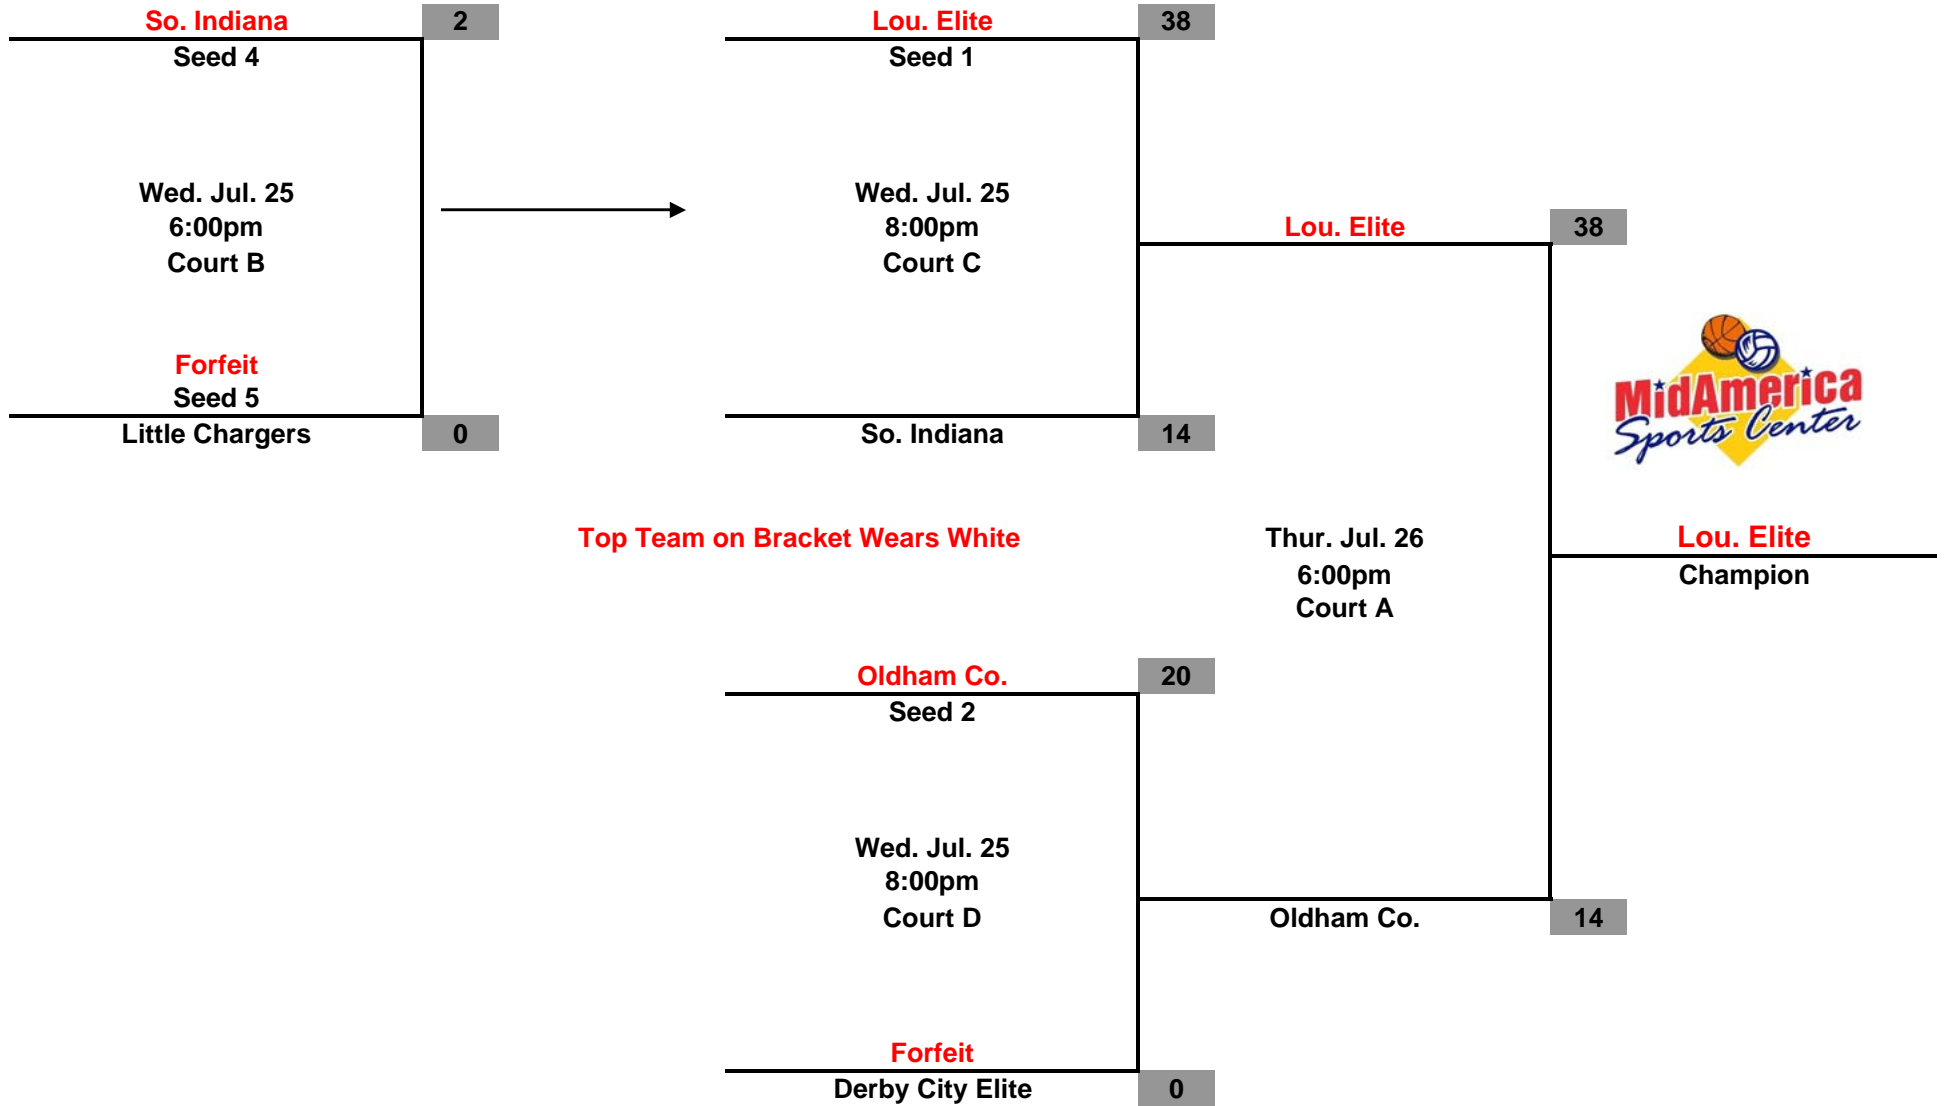 So. Indiana 2
Seed 4
Wed. Jul. 25
6:00pm
Court B
Forfeit
Seed 5
Little Chargers 0
Lou. Elite 38
Seed 1
Wed. Jul. 25
8:00pm
Court C
So. Indiana 14
Lou. Elite 38
MidAmerica
Sports Center
Top Team on Bracket Wears White
Thur. Jul. 26
6:00pm
Court A
Lou. Elite
Champion
Oldham Co. 20
Seed 2
Wed. Jul. 25
8:00pm
Court D
Oldham Co. 14
Forfeit
Derby City Elite 0